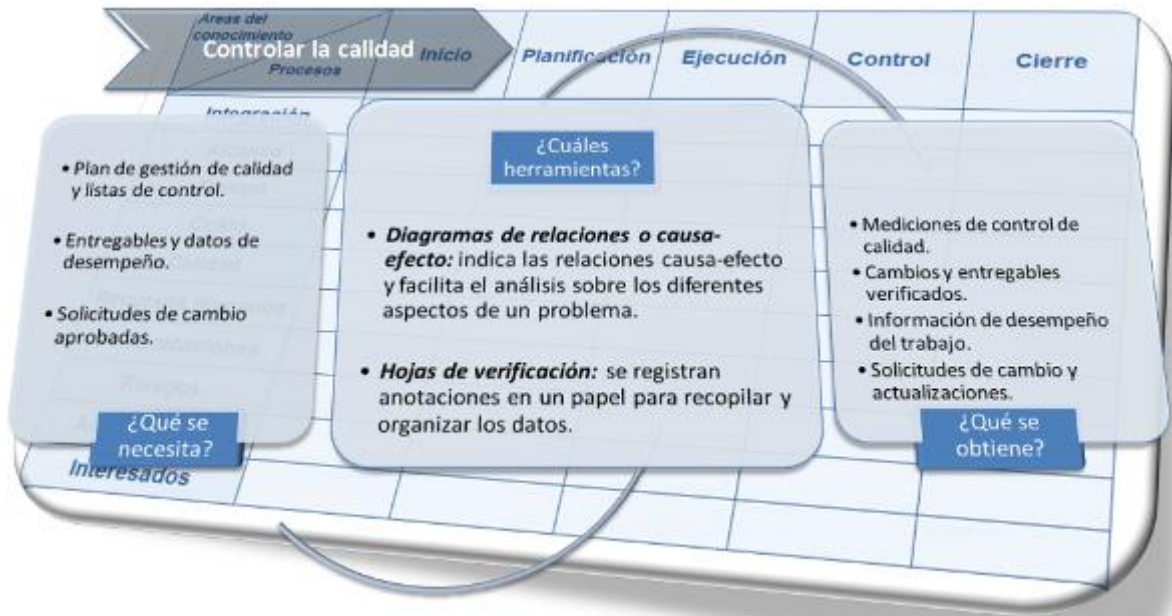 Areas del
conocimiento
Controlar la calidad
Procesos
Inicio
Planificación
Ejecución
Control
Cierre
Integración
• Plan de gestión de calidad
y listas de control.
• Entregables y datos de
desempeño.
• Solicitudes de cambio
aprobadas.
¿Qué se
necesita?
¿Cuáles
herramientas?
• Diagramas de relaciones o causa-
efecto: indica las relaciones causa-efecto
y facilita el análisis sobre los diferentes
aspectos de un problema.
• Hojas de verificación: se registran
anotaciones en un papel para recopilar y
organizar los datos.
• Mediciones de control de
calidad.
• Cambios y entregables
verificados.
• Información de desempeño
del trabajo.
• Solicitudes de cambio y
actualizaciones.
¿Qué se
obtiene?
Riesgos
Interesados